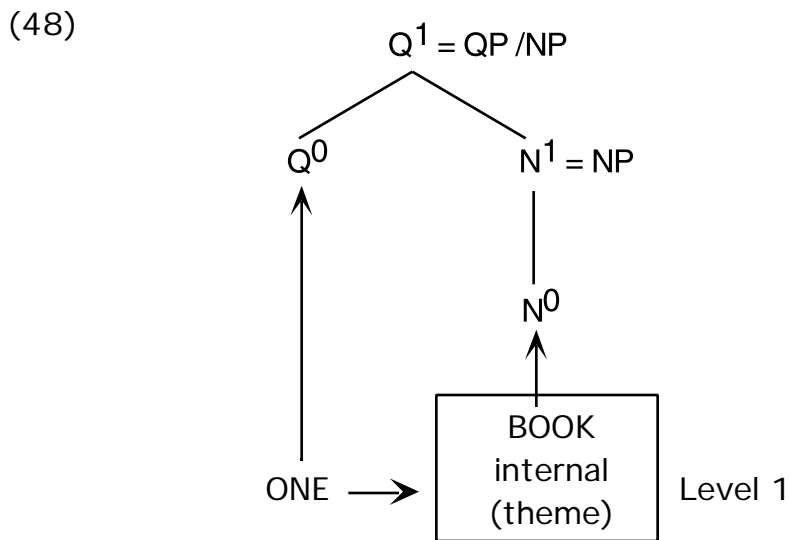 (48)
Q¹ = QP/NP
Q⁰ N¹ = NP
N⁰
BOOK
internal
ONE Level 1
(theme)